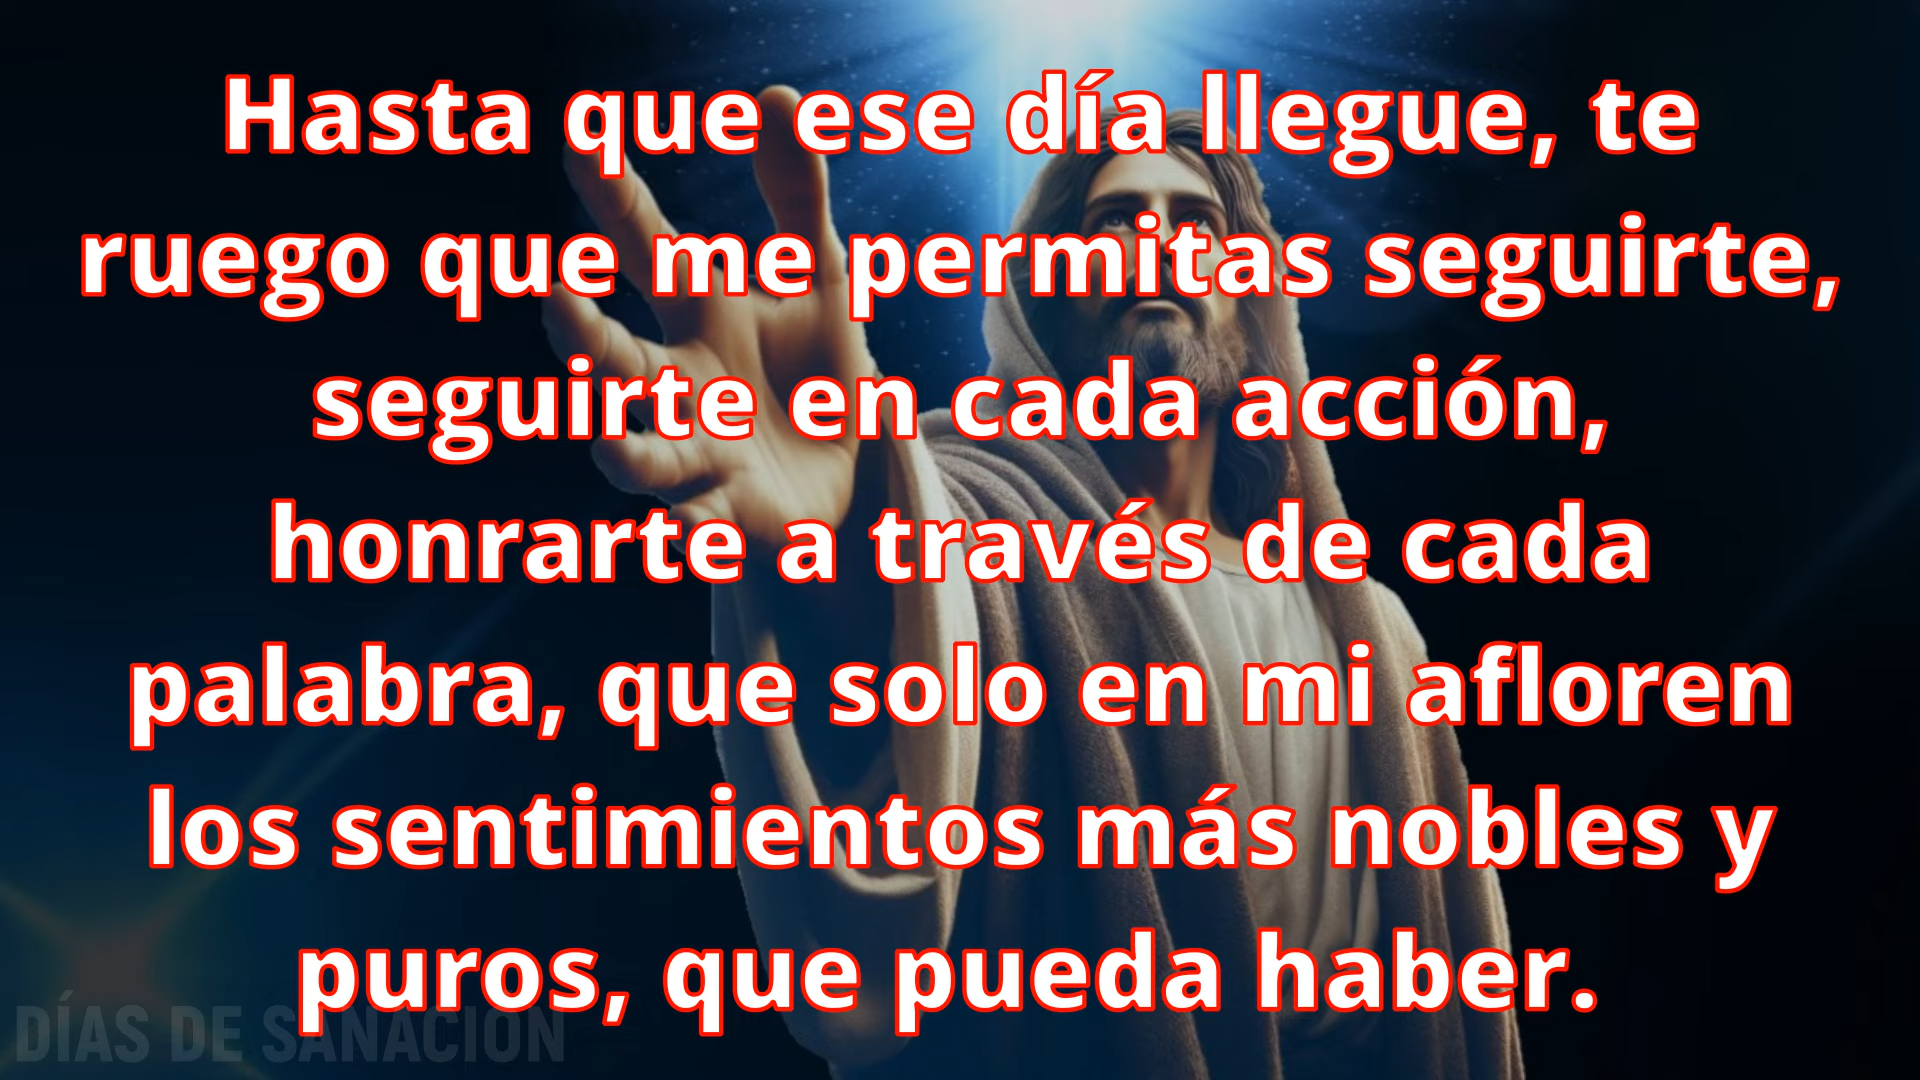 Hasta que ese día llegue, te
ruego que me permitas seguirte,
seguirte en cada acción,
honrarte a través de cada
palabra, que solo en mi afloren
los sentimientos más nobles y
puros, que pueda haber.
DÍAS DE SANACIÓN